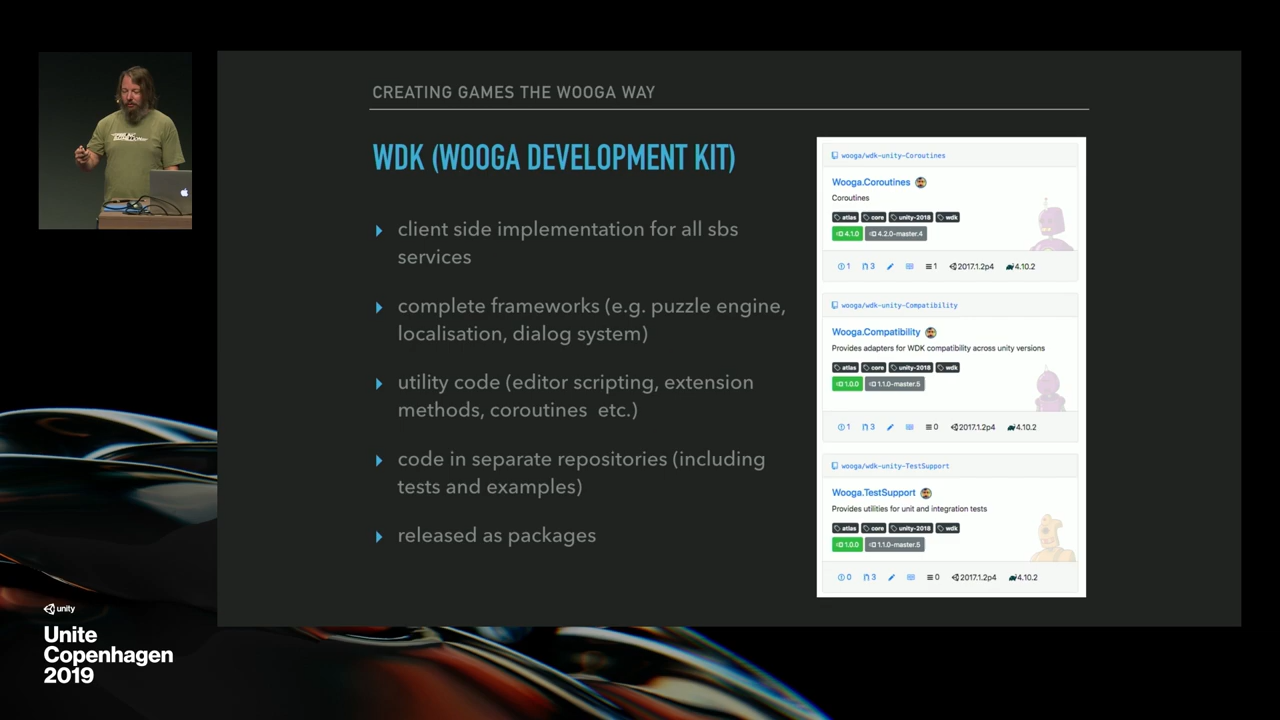 CREATING GAMES THE WOOGA WAY
WDK (WOOGA DEVELOPMENT KIT)
client side implementation for all sbs
services
complete frameworks (e.g. puzzle engine,
localisation, dialog system)
utility code (editor scripting, extension
methods, coroutines etc.)
code in separate repositories (including
tests and examples)
released as packages
wooga/wdk-unity-Coroutines
Wooga.Coroutines
Coroutines
atlas core unity-2018 wdk
4.1.0 4.2.0-master.4
1 3 1 2017.1.2p4 4.10.2
wooga/wdk-unity-Compatibility
Wooga.Compatibility
Provides adapters for WDK compatibility across unity versions
atlas core unity-2018 wdk
1.0.0 1.1.0-master.5
1 3 0 2017.1.2p4 4.10.2
wooga/wdk-unity-TestSupport
Wooga.TestSupport
Provides utilities for unit and integration tests
atlas core unity-2018 wdk
1.0.0 1.1.0-master.5
0 3 0 2017.1.2p4 4.10.2
unity
Unite
Copenhagen
2019